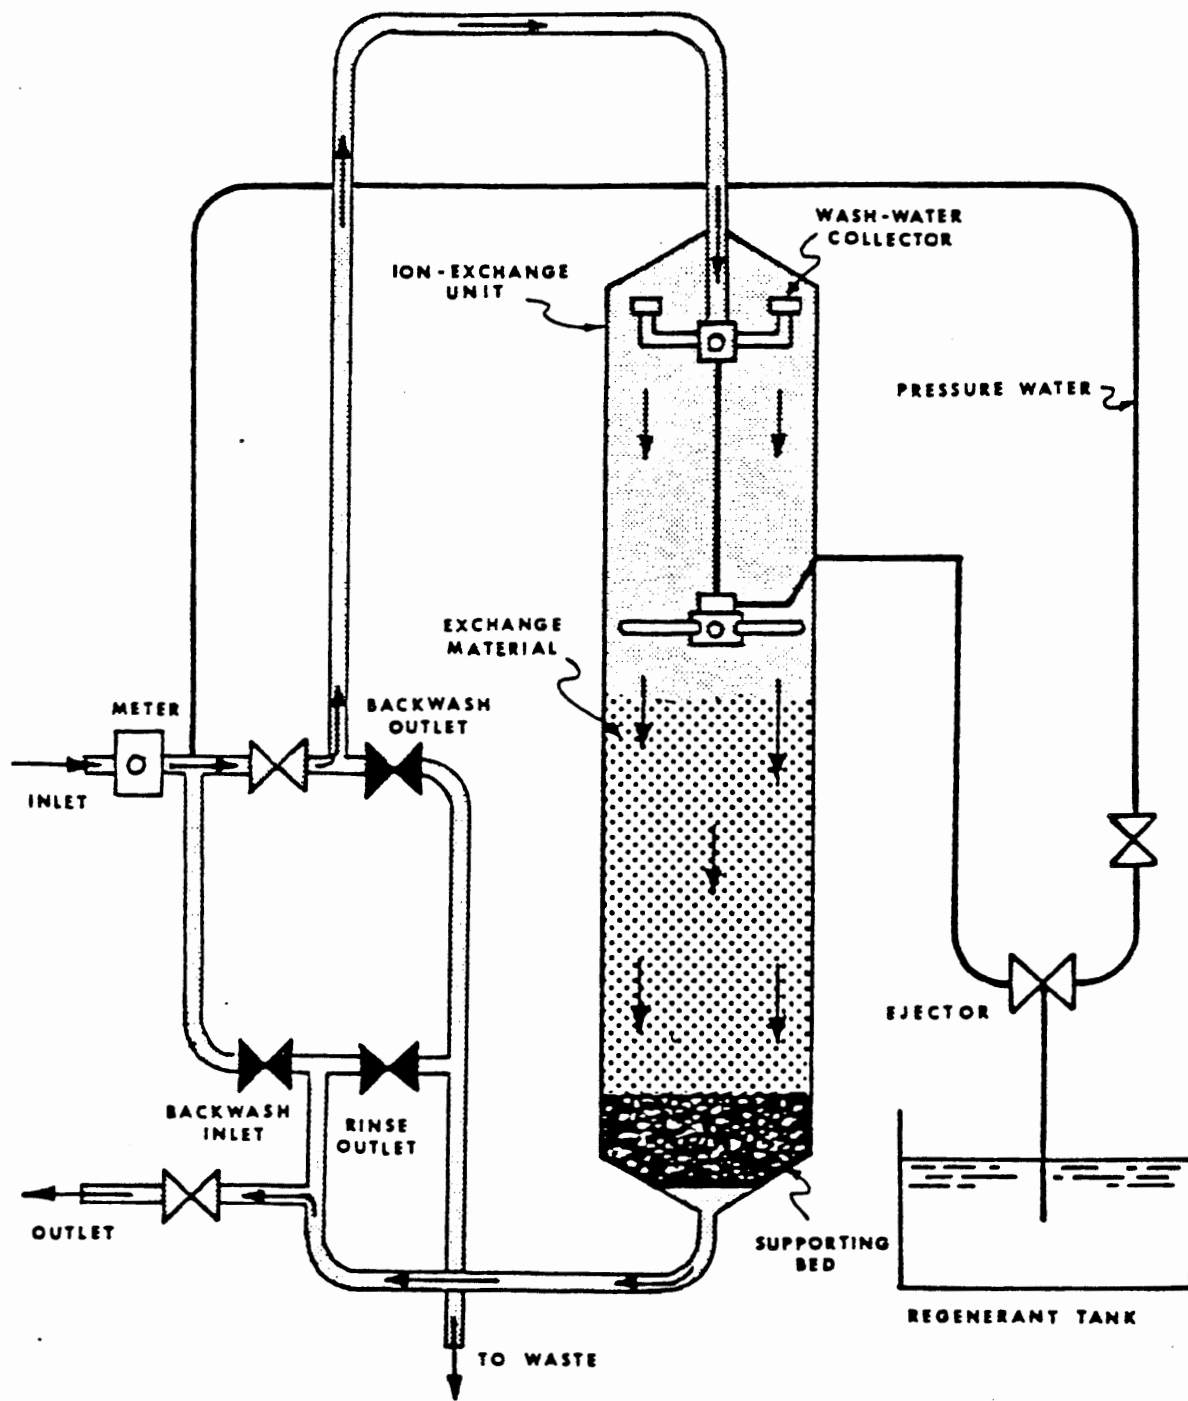 WASH-WATER
COLLECTOR
ION-EXCHANGE
UNIT
PRESSURE WATER
EXCHANGE
MATERIAL
METER
BACKWASH
OUTLET
INLET
EJECTOR
BACKWASH
INLET
RINSE
OUTLET
OUTLET
SUPPORTING
BED
REGENERANT TANK
TO WASTE